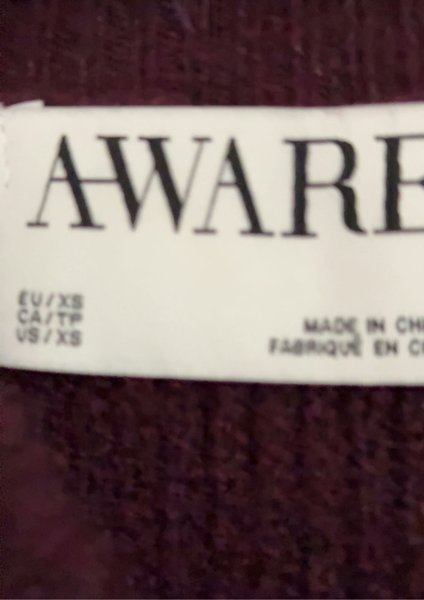 AWARE
EU/XS
CA/TP
US/XS
MADE IN
FABRIQUÉ EN